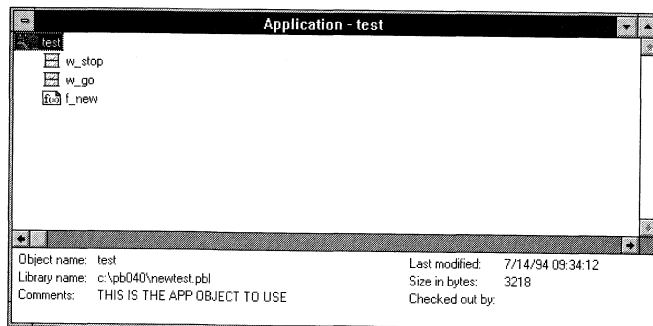 Application - test
test
w_stop
w_go
f(x) f_new
Object name: test
Library name: c:\pb040\newtest.pbl
Comments: THIS IS THE APP OBJECT TO USE
Last modified: 7/14/94 09:34:12
Size in bytes: 3218
Checked out by: